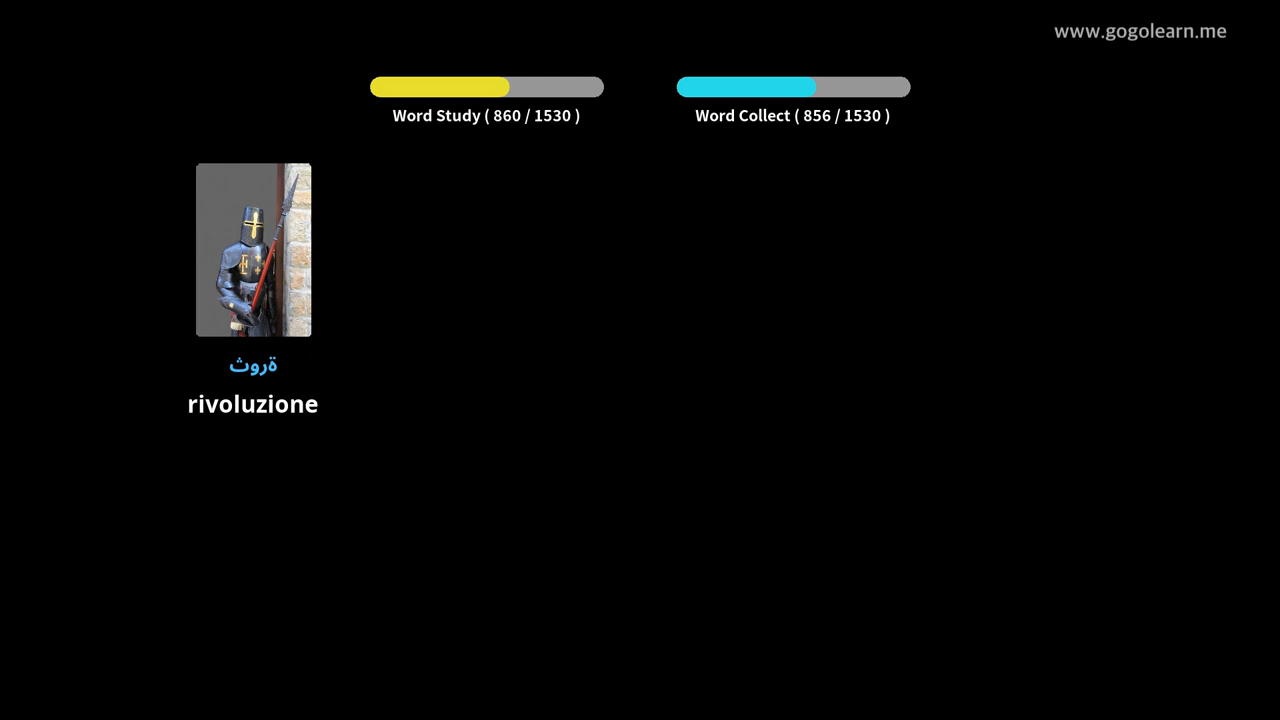 www.gogolearn.me
Word Study ( 860 / 1530 )
Word Collect ( 856 / 1530 )
ةروث
rivoluzione